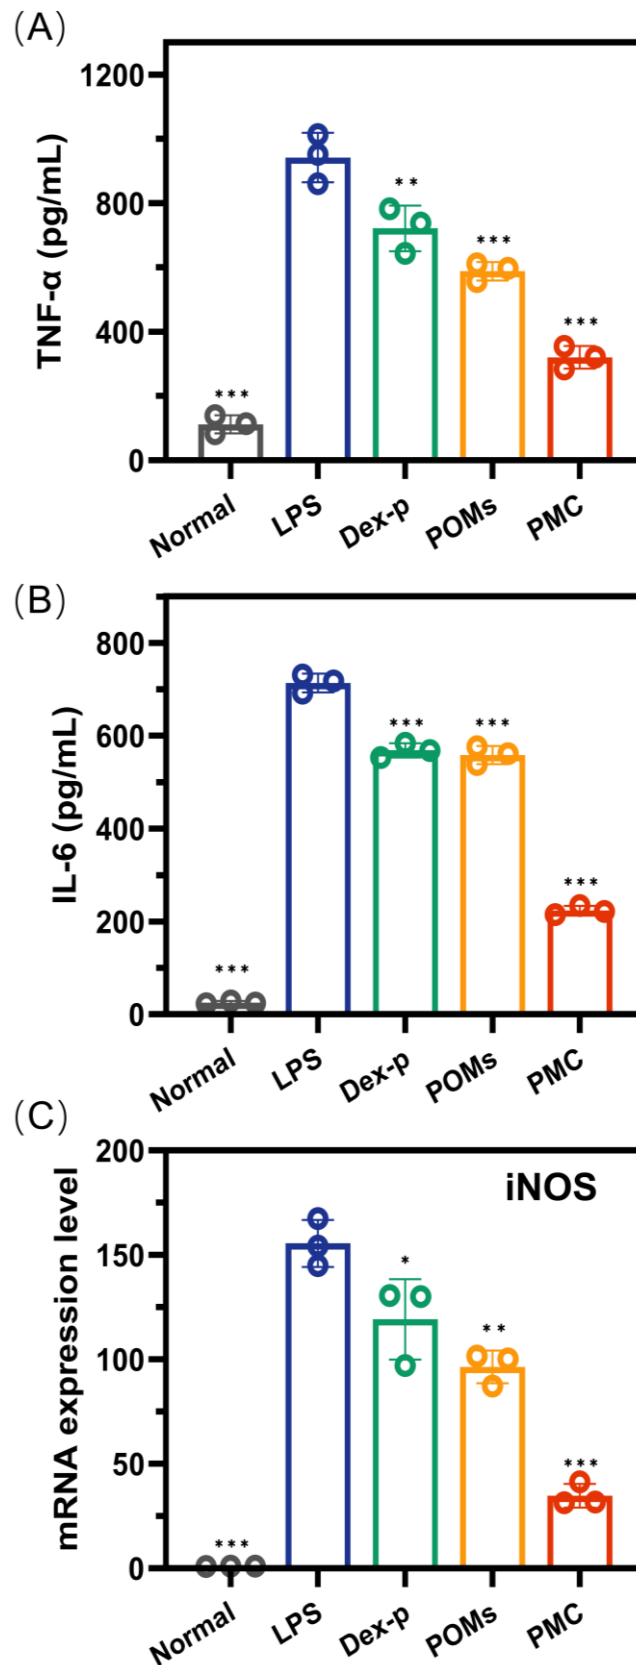 (A)
TNF-α (pg/mL)
1200
800
400
0
***
**
***
***
Normal
LPS
Dex-p
POMs
PMC
(B)
IL-6 (pg/mL)
800
600
400
200
0
***
***
***
***
Normal
LPS
Dex-p
POMs
PMC
(C)
mRNA expression level
iNOS
200
150
100
50
0
***
*
**
***
Normal
LPS
Dex-p
POMs
PMC